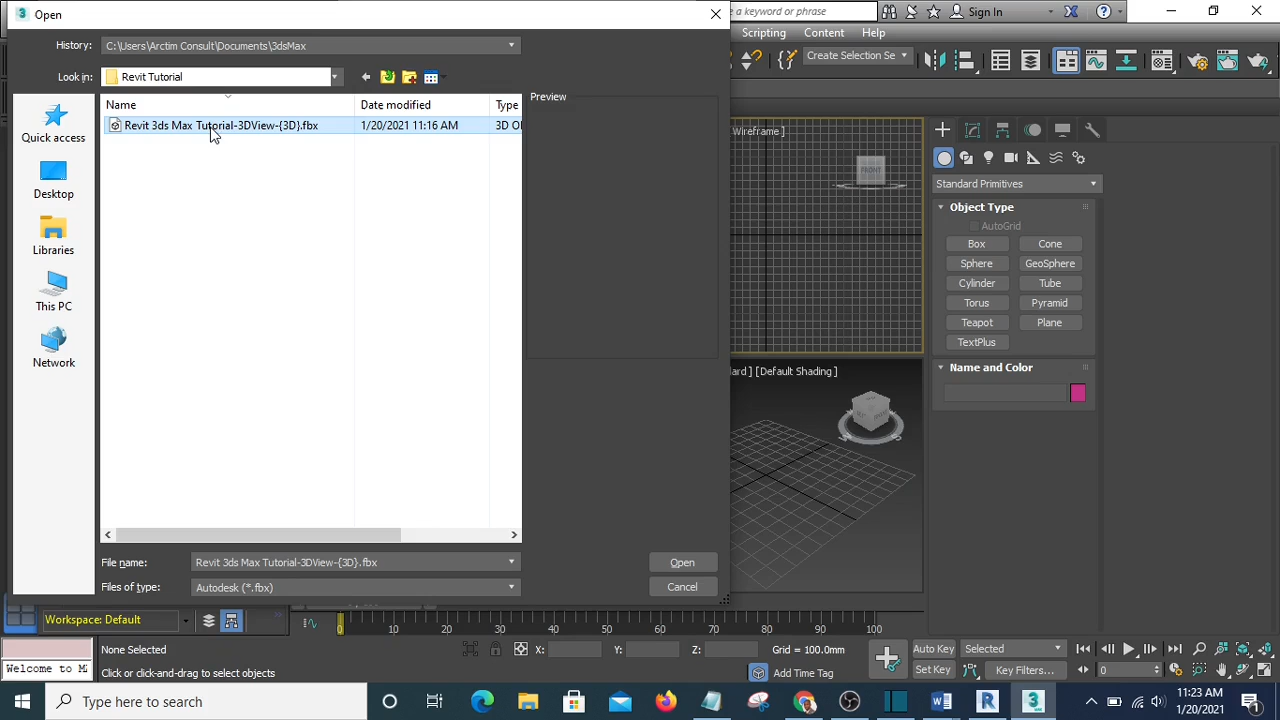 Open
a keyword or phrase
Sign In
History:
C:\Users\Arctim Consult\Documents\3dsMax
Scripting
Content
Help
Look in:
Revit Tutorial
Create Selection Se
Name
Date modified
Type
Preview
Revit 3ds Max Tutorial-3DView-{3D}.fbx
1/20/2021 11:16 AM
3D O
Quick access
Desktop
Libraries
This PC
Network
Wireframe ]
FRONT
Standard Primitives
Object Type
AutoGrid
Box
Cone
Sphere
GeoSphere
Cylinder
Tube
Torus
Pyramid
Teapot
Plane
TextPlus
Name and Color
dard ] [Default Shading ]
File name:
Revit 3ds Max Tutorial-3DView-{3D}.fbx
Open
Files of type:
Autodesk (*.fbx)
Cancel
Workspace: Default
0 10 20 30 40 50 60 70 80 90 100
None Selected
X:
Y:
Z:
Grid = 100.0mm
Auto Key
Selected
Welcome to M
Click or click-and-drag to select objects
Add Time Tag
Set Key
Key Filters...
0
Type here to search
11:23 AM
1/20/2021